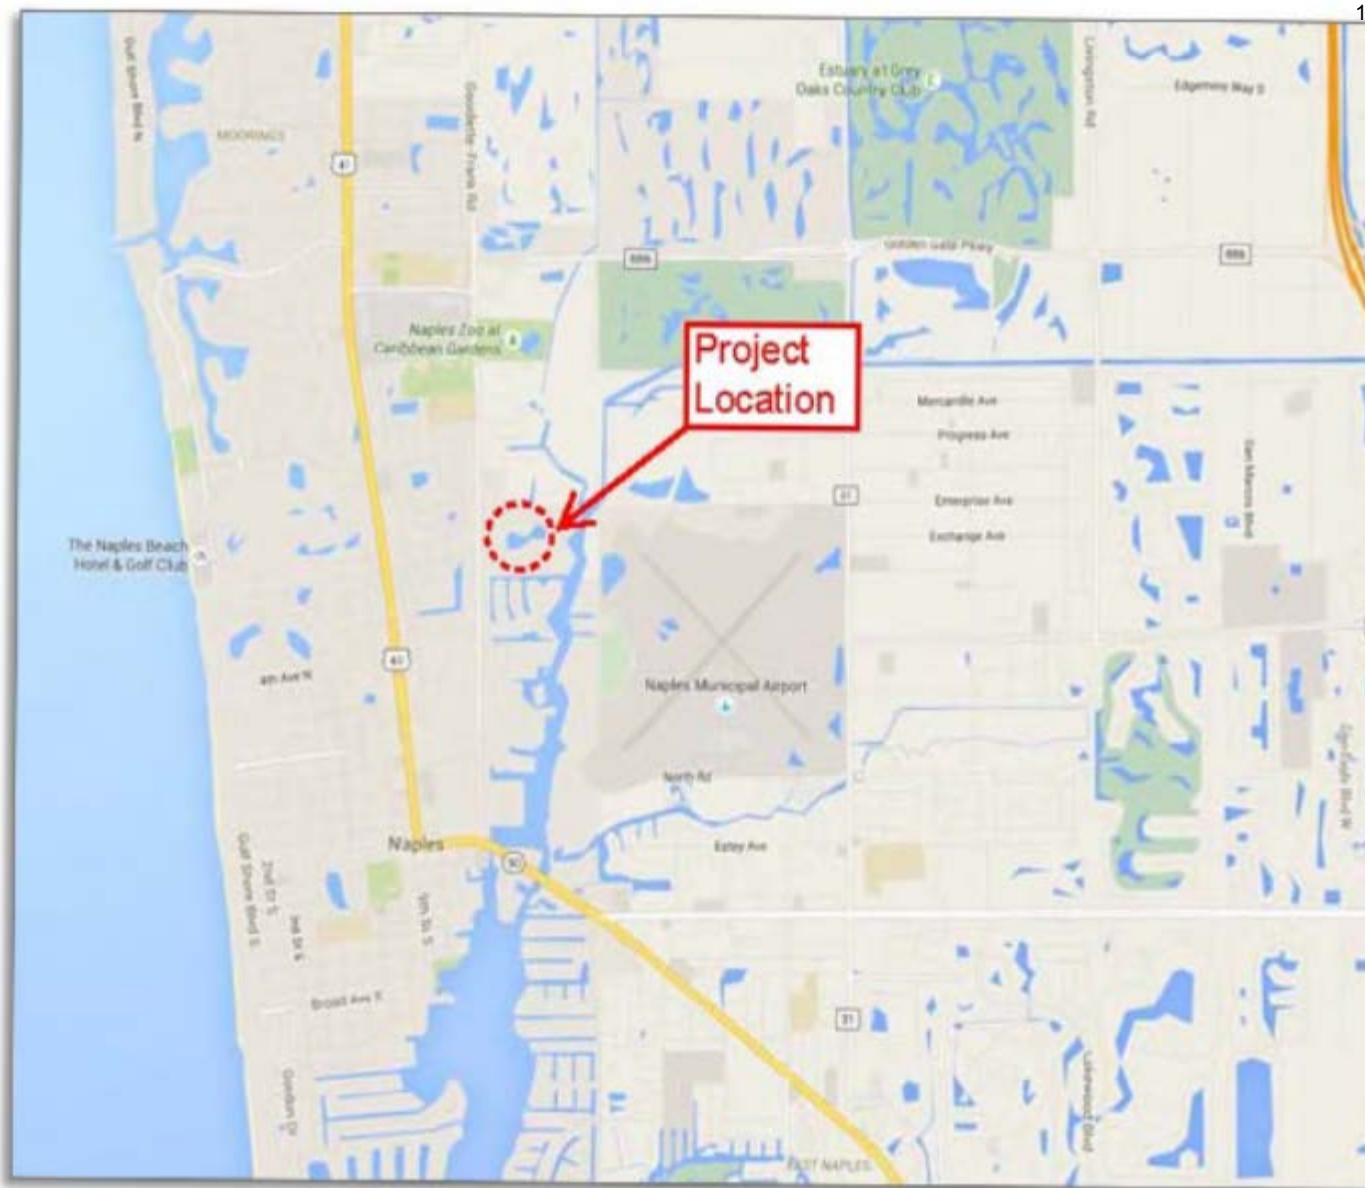 1
Gulf Shore Blvd N
MOORINGS
41
Goodlette-Frank Rd
Estuary at Grey
Oaks Country Club
Livingston Rd
Edgemere Way S
Golden Gate Pkwy
886
886
Naples Zoo at
Caribbean Gardens
Project
Location
Mercantile Ave
Progress Ave
31
Enterprise Ave
Exchange Ave
San Marcos Blvd
The Naples Beach
Hotel & Golf Club
41
4th Ave N
Naples Municipal Airport
North Rd
Naples
90
Estey Ave
Gulf Shore Blvd S
2nd St S
3rd St S
9th St S
Broad Ave S
31
Gordon Dr
Lakewood Blvd
EAST NAPLES